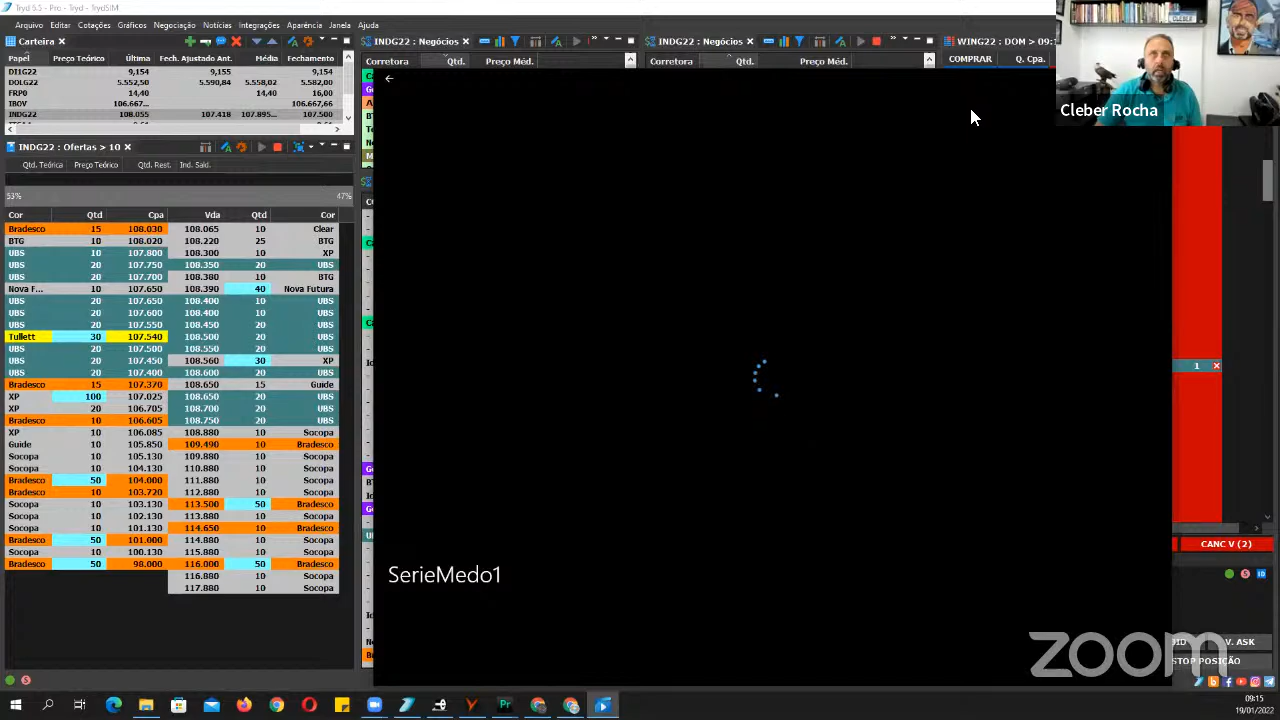 Tryd 5.5 - Pro - Tryd - TrydSIM
Arquivo Editar Cotações Gráficos Negociação Notícias Integrações Aparência Janela Ajuda
Carteira
Papel Preço Teórico Última Fech. Ajustado Ant. Variação Fechamento
DI1G22 9,154 9,155 9,154
DOLG22 5.552,50 5.590,84 5.558,02 5.582,00
FRP0 14,40 14,40 16,00
IBOV 106.667... 106.667,66
INDG22 108.055 107.418 107.895... 107.500
INDG22 : Ofertas > 10
Qtd. Teórica Preço Teórico Qtd. Rest. Ind. Sald.
53% 47%
Cor Qtd Cpa Vda Qtd Cor
Bradesco 15 108.030 108.065 10 Clear
BTG 10 108.020 108.220 25 BTG
UBS 10 107.800 108.300 10 XP
UBS 20 107.750 108.350 20 UBS
UBS 20 107.700 108.380 10 BTG
Nova F... 10 107.650 108.390 40 Nova Futura
UBS 20 107.650 108.400 10 UBS
UBS 20 107.600 108.400 20 UBS
UBS 20 107.550 108.450 20 UBS
Tullett 30 107.540 108.500 20 UBS
UBS 20 107.500 108.550 20 UBS
UBS 20 107.450 108.560 30 XP
UBS 20 107.400 108.600 20 UBS
Bradesco 15 107.370 108.650 15 Guide
XP 100 107.025 108.650 20 UBS
XP 20 106.705 108.700 20 UBS
Bradesco 10 106.605 108.750 20 UBS
XP 10 106.085 108.880 10 Socopa
Guide 10 105.850 109.490 10 Bradesco
Socopa 10 105.130 109.880 10 Socopa
Socopa 10 104.130 110.880 10 Socopa
Bradesco 50 104.000 111.880 10 Socopa
Bradesco 10 103.720 112.880 10 Socopa
Socopa 10 103.130 113.500 50 Bradesco
Socopa 10 102.130 113.880 10 Socopa
Socopa 10 101.130 114.650 10 Bradesco
Bradesco 50 101.000 114.880 10 Socopa
Socopa 10 100.130 115.880 10 Socopa
Bradesco 50 98.000 116.000 50 Bradesco
116.880 10 Socopa
117.880 10 Socopa
INDG22 : Negócios
Corretora Qtd. Preço Méd.
INDG22 : Negócios
Corretora Qtd. Preço Méd.
WING22 : DOM > 09:1
COMPRAR Q. Cpa.
Cleber Rocha
SerieMedo1
1
CANC V (2)
V. ASK
STOP POSIÇÃO
zoom
09:15
19/01/2022